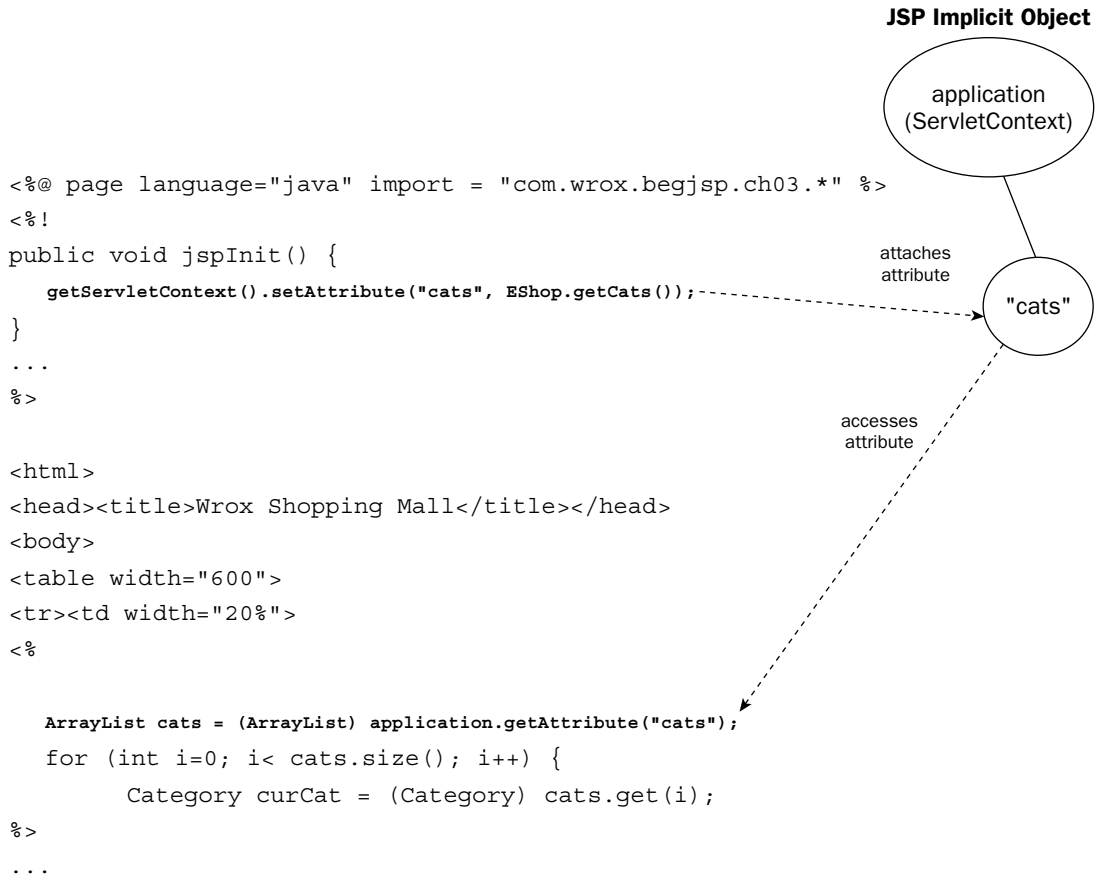 JSP Implicit Object
application
(ServletContext)
<%@ page language="java" import = "com.wrox.begjsp.ch03.*" %>
<%!
public void jspInit() {
getServletContext().setAttribute("cats", EShop.getCats());
attaches
attribute
"cats"
}
...
%>
accesses
attribute
<html>
<head><title>Wrox Shopping Mall</title></head>
<body>
<table width="600">
<tr><td width="20%">
<%
ArrayList cats = (ArrayList) application.getAttribute("cats");
for (int i=0; i< cats.size(); i++) {
Category curCat = (Category) cats.get(i);
%>
...